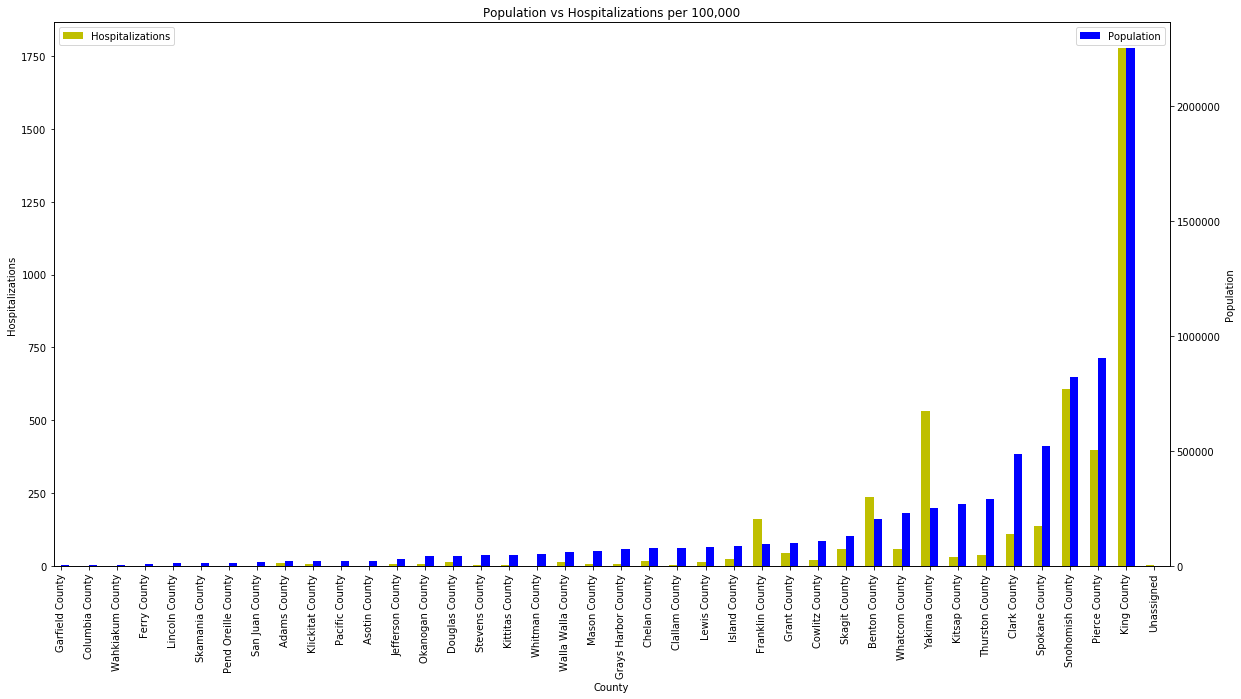 Population vs Hospitalizations per 100,000
Hospitalizations
Population
1750
1500
1250
1000
750
500
250
0
Hospitalizations
2000000
1500000
1000000
500000
0
Population
Garfield County
Columbia County
Wahkiakum County
Ferry County
Lincoln County
Skamania County
Pend Oreille County
San Juan County
Adams County
Klickitat County
Pacific County
Asotin County
Jefferson County
Okanogan County
Douglas County
Stevens County
Kittitas County
Whitman County
Walla Walla County
Mason County
Grays Harbor County
Chelan County
Clallam County
Lewis County
Island County
Franklin County
Grant County
Cowlitz County
Skagit County
Benton County
Whatcom County
Yakima County
Kitsap County
Thurston County
Clark County
Spokane County
Snohomish County
Pierce County
King County
Unassigned
County